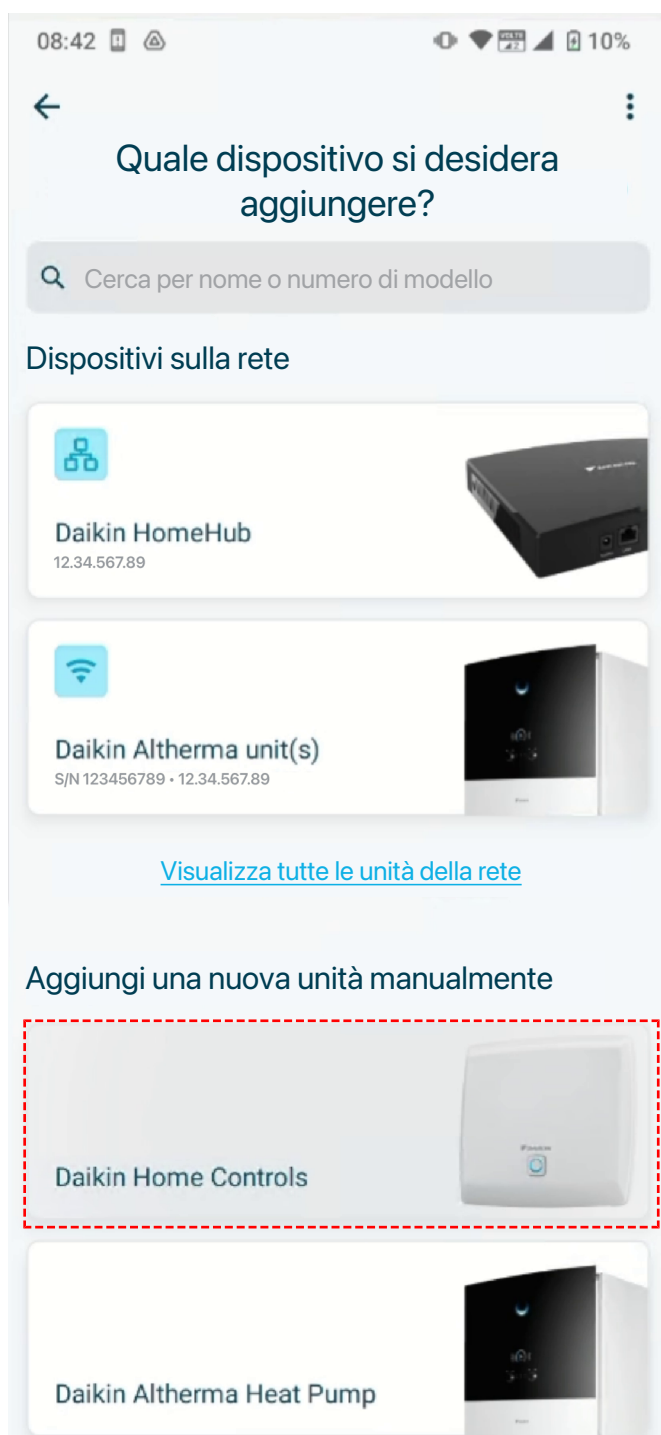 08:42
10%
Quale dispositivo si desidera
aggiungere?
Cerca per nome o numero di modello
Dispositivi sulla rete
Daikin HomeHub
12.34.567.89
Daikin Altherma unit(s)
S/N 123456789 • 12.34.567.89
Visualizza tutte le unità della rete
Aggiungi una nuova unità manualmente
Daikin Home Controls
Daikin Altherma Heat Pump